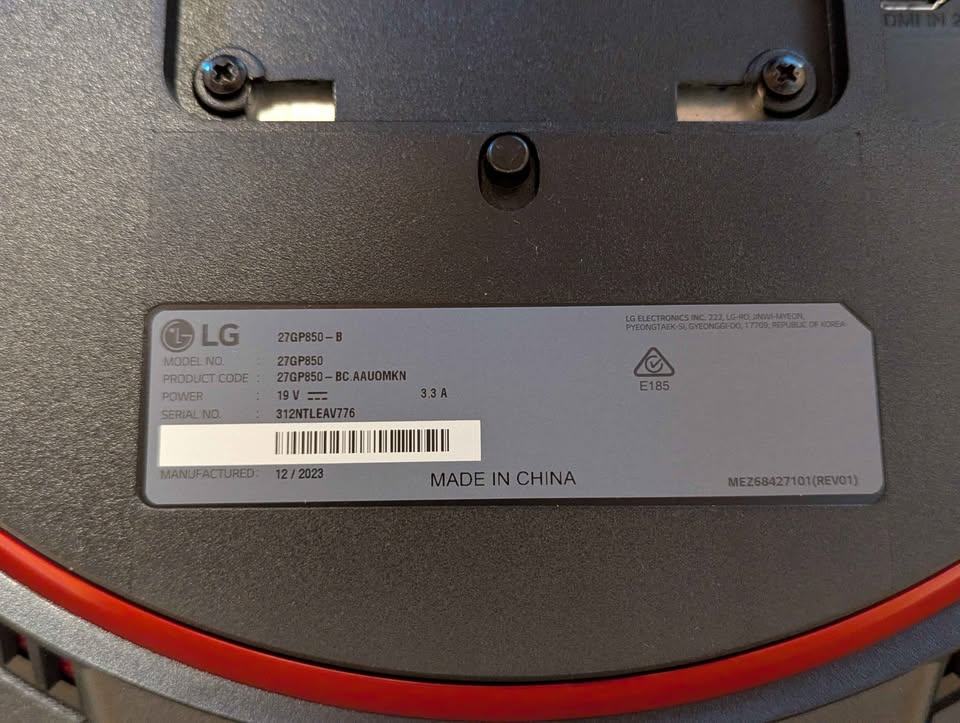 DMI IN 2
LG
27GP850-B
MODEL NO. : 27GP850
PRODUCT CODE : 27GP850-BC.AAUOMKN
POWER : 19 V 3.3 A
SERIAL NO. : 312NTLEAV776
MANUFACTURED: 12 / 2023
MADE IN CHINA
LG ELECTRONICS INC. 222, LG-RO, JINWI-MYEON,
PYEONGTAEK-SI, GYEONGGI-DO, 17709, REPUBLIC OF KOREA
E185
MEZ68427101(REV01)